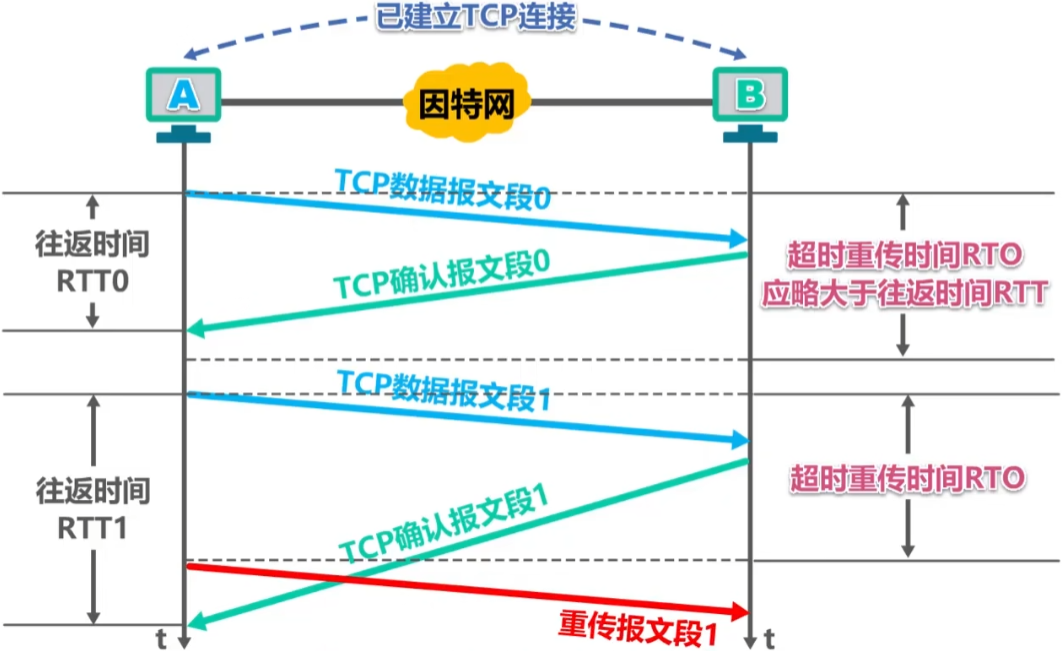 已建立TCP连接
A
因特网
B
TCP数据报文段0
往返时间
RTT0
TCP确认报文段0
超时重传时间RTO
应略大于往返时间RTT
TCP数据报文段1
往返时间
RTT1
TCP确认报文段1
超时重传时间RTO
重传报文段1
t
t